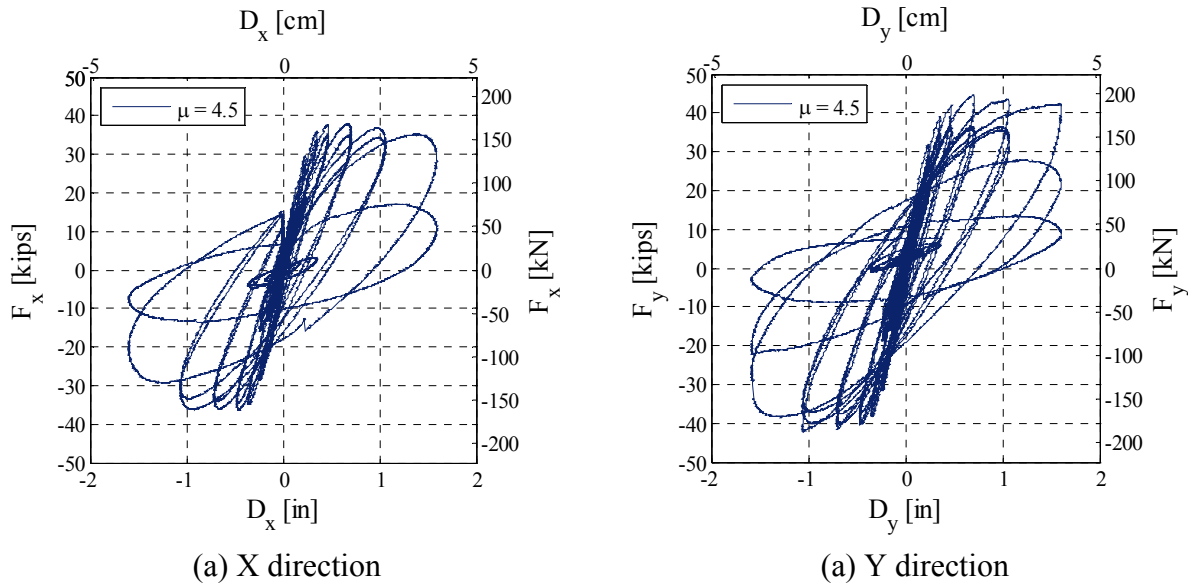 D_x [cm]
-5 0 5
50
40
30
20
10
0
-10
-20
-30
-40
-50
F_x [kips]
μ = 4.5
200
150
100
50
0
-50
-100
-150
-200
F_x [kN]
-2 -1 0 1 2
D_x [in]
(a) X direction
D_y [cm]
-5 0 5
50
40
30
20
10
0
-10
-20
-30
-40
-50
F_y [kips]
μ = 4.5
200
150
100
50
0
-50
-100
-150
-200
F_y [kN]
-2 -1 0 1 2
D_y [in]
(a) Y direction